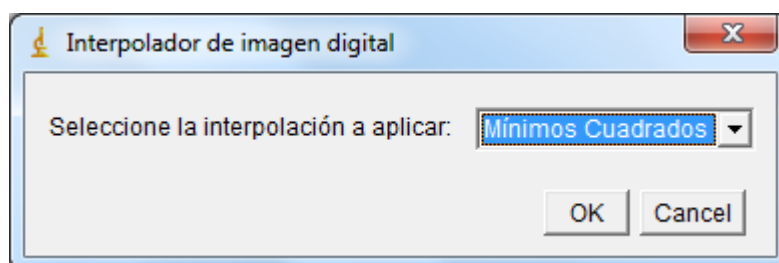 Interpolador de imagen digital
Seleccione la interpolación a aplicar: Mínimos Cuadrados
OK Cancel